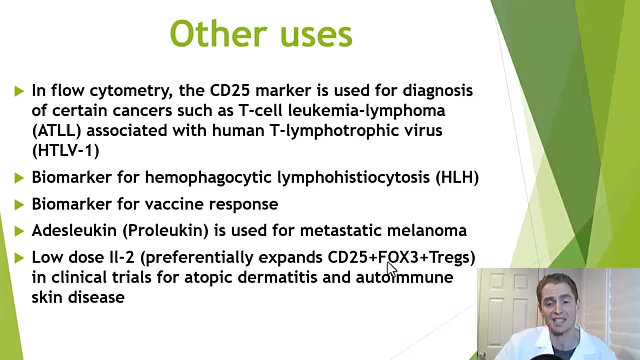 Other uses
In flow cytometry, the CD25 marker is used for diagnosis
of certain cancers such as T-cell leukemia-lymphoma
(ATLL) associated with human T-lymphotrophic virus
(HTLV-1)
Biomarker for hemophagocytic lymphohistiocytosis (HLH)
Biomarker for vaccine response
Adesleukin (Proleukin) is used for metastatic melanoma
Low dose Il-2 (preferentially expands CD25+FOX3+Tregs)
in clinical trials for atopic dermatitis and autoimmune
skin disease